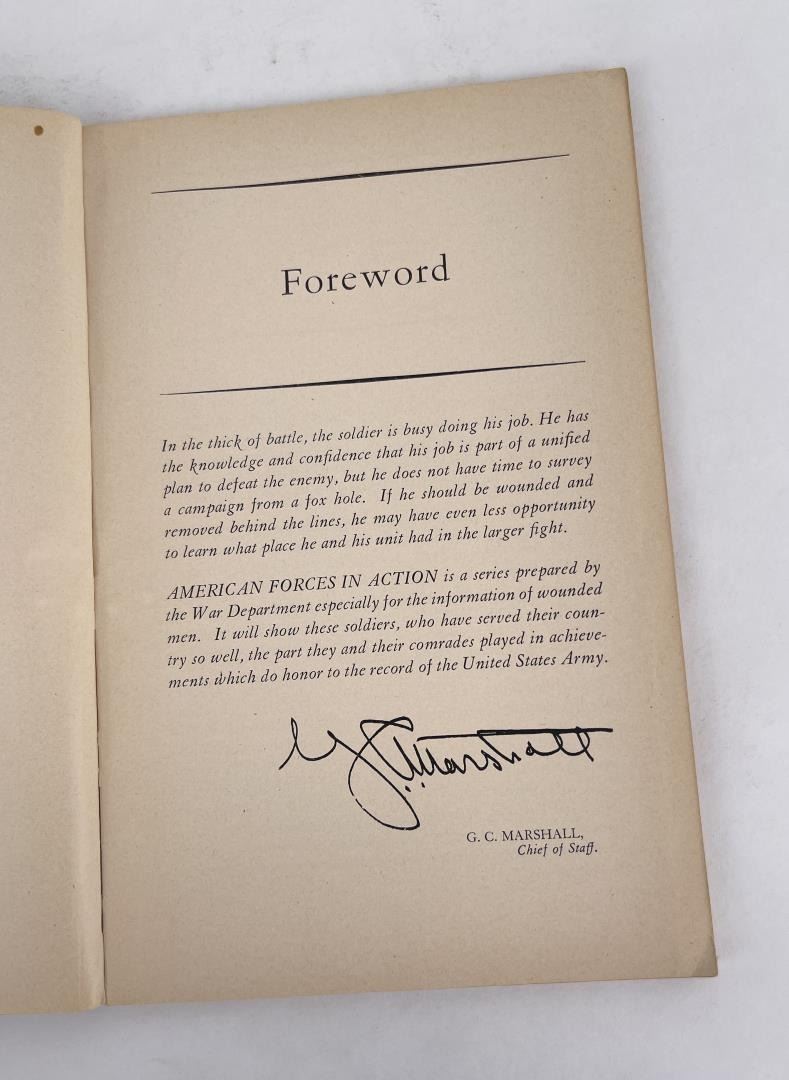 Foreword
In the thick of battle, the soldier is busy doing his job. He has
the knowledge and confidence that his job is part of a unified
plan to defeat the enemy, but he does not have time to survey
a campaign from a fox hole. If he should be wounded and
removed behind the lines, he may have even less opportunity
to learn what place he and his unit had in the larger fight.
AMERICAN FORCES IN ACTION is a series prepared by
the War Department especially for the information of wounded
men. It will show these soldiers, who have served their coun-
try so well, the part they and their comrades played in achieve-
ments which do honor to the record of the United States Army.
G. C. Marshall
G. C. MARSHALL,
Chief of Staff.